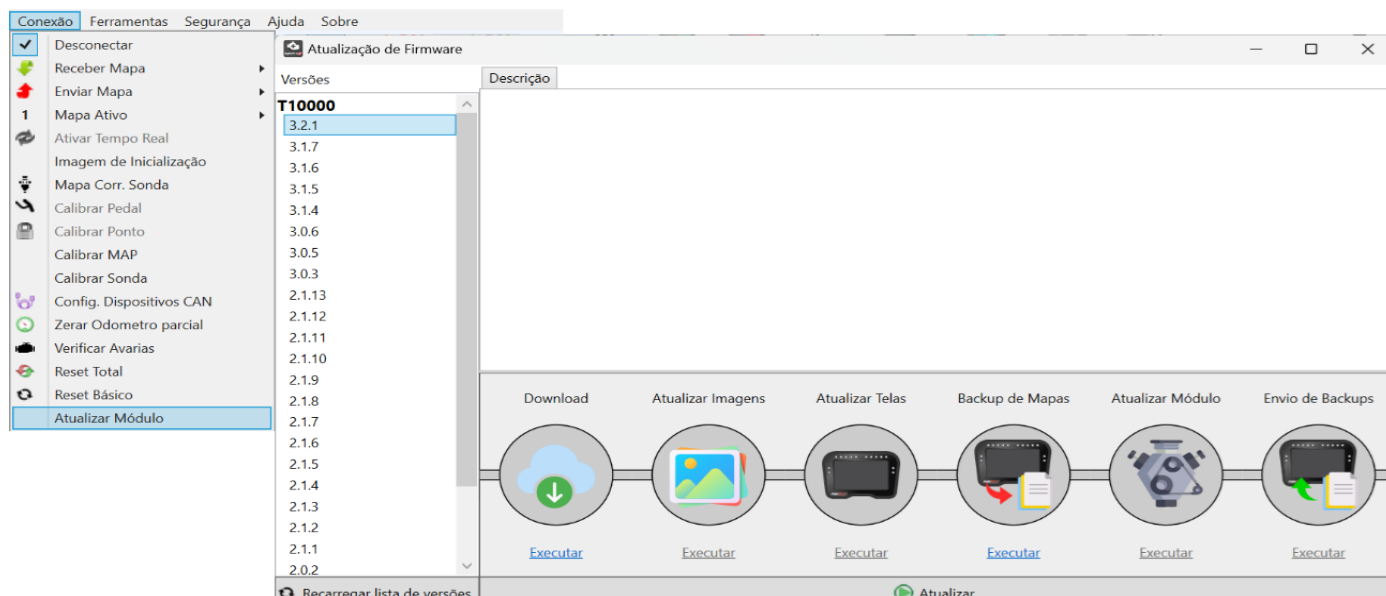 Conexão Ferramentas Segurança Ajuda Sobre
Desconectar
Receber Mapa
Enviar Mapa
1 Mapa Ativo
Ativar Tempo Real
Imagem de Inicialização
Mapa Corr. Sonda
Calibrar Pedal
Calibrar Ponto
Calibrar MAP
Calibrar Sonda
Config. Dispositivos CAN
Zerar Odometro parcial
Verificar Avarias
Reset Total
Reset Básico
Atualizar Módulo
Atualização de Firmware
Versões
T10000
3.2.1
3.1.7
3.1.6
3.1.5
3.1.4
3.0.6
3.0.5
3.0.3
2.1.13
2.1.12
2.1.11
2.1.10
2.1.9
2.1.8
2.1.7
2.1.6
2.1.5
2.1.4
2.1.3
2.1.2
2.1.1
2.0.2
Recarregar lista de versões
Descrição
Download Atualizar Imagens Atualizar Telas Backup de Mapas Atualizar Módulo Envio de Backups
Executar Executar Executar Executar Executar Executar
Atualizar